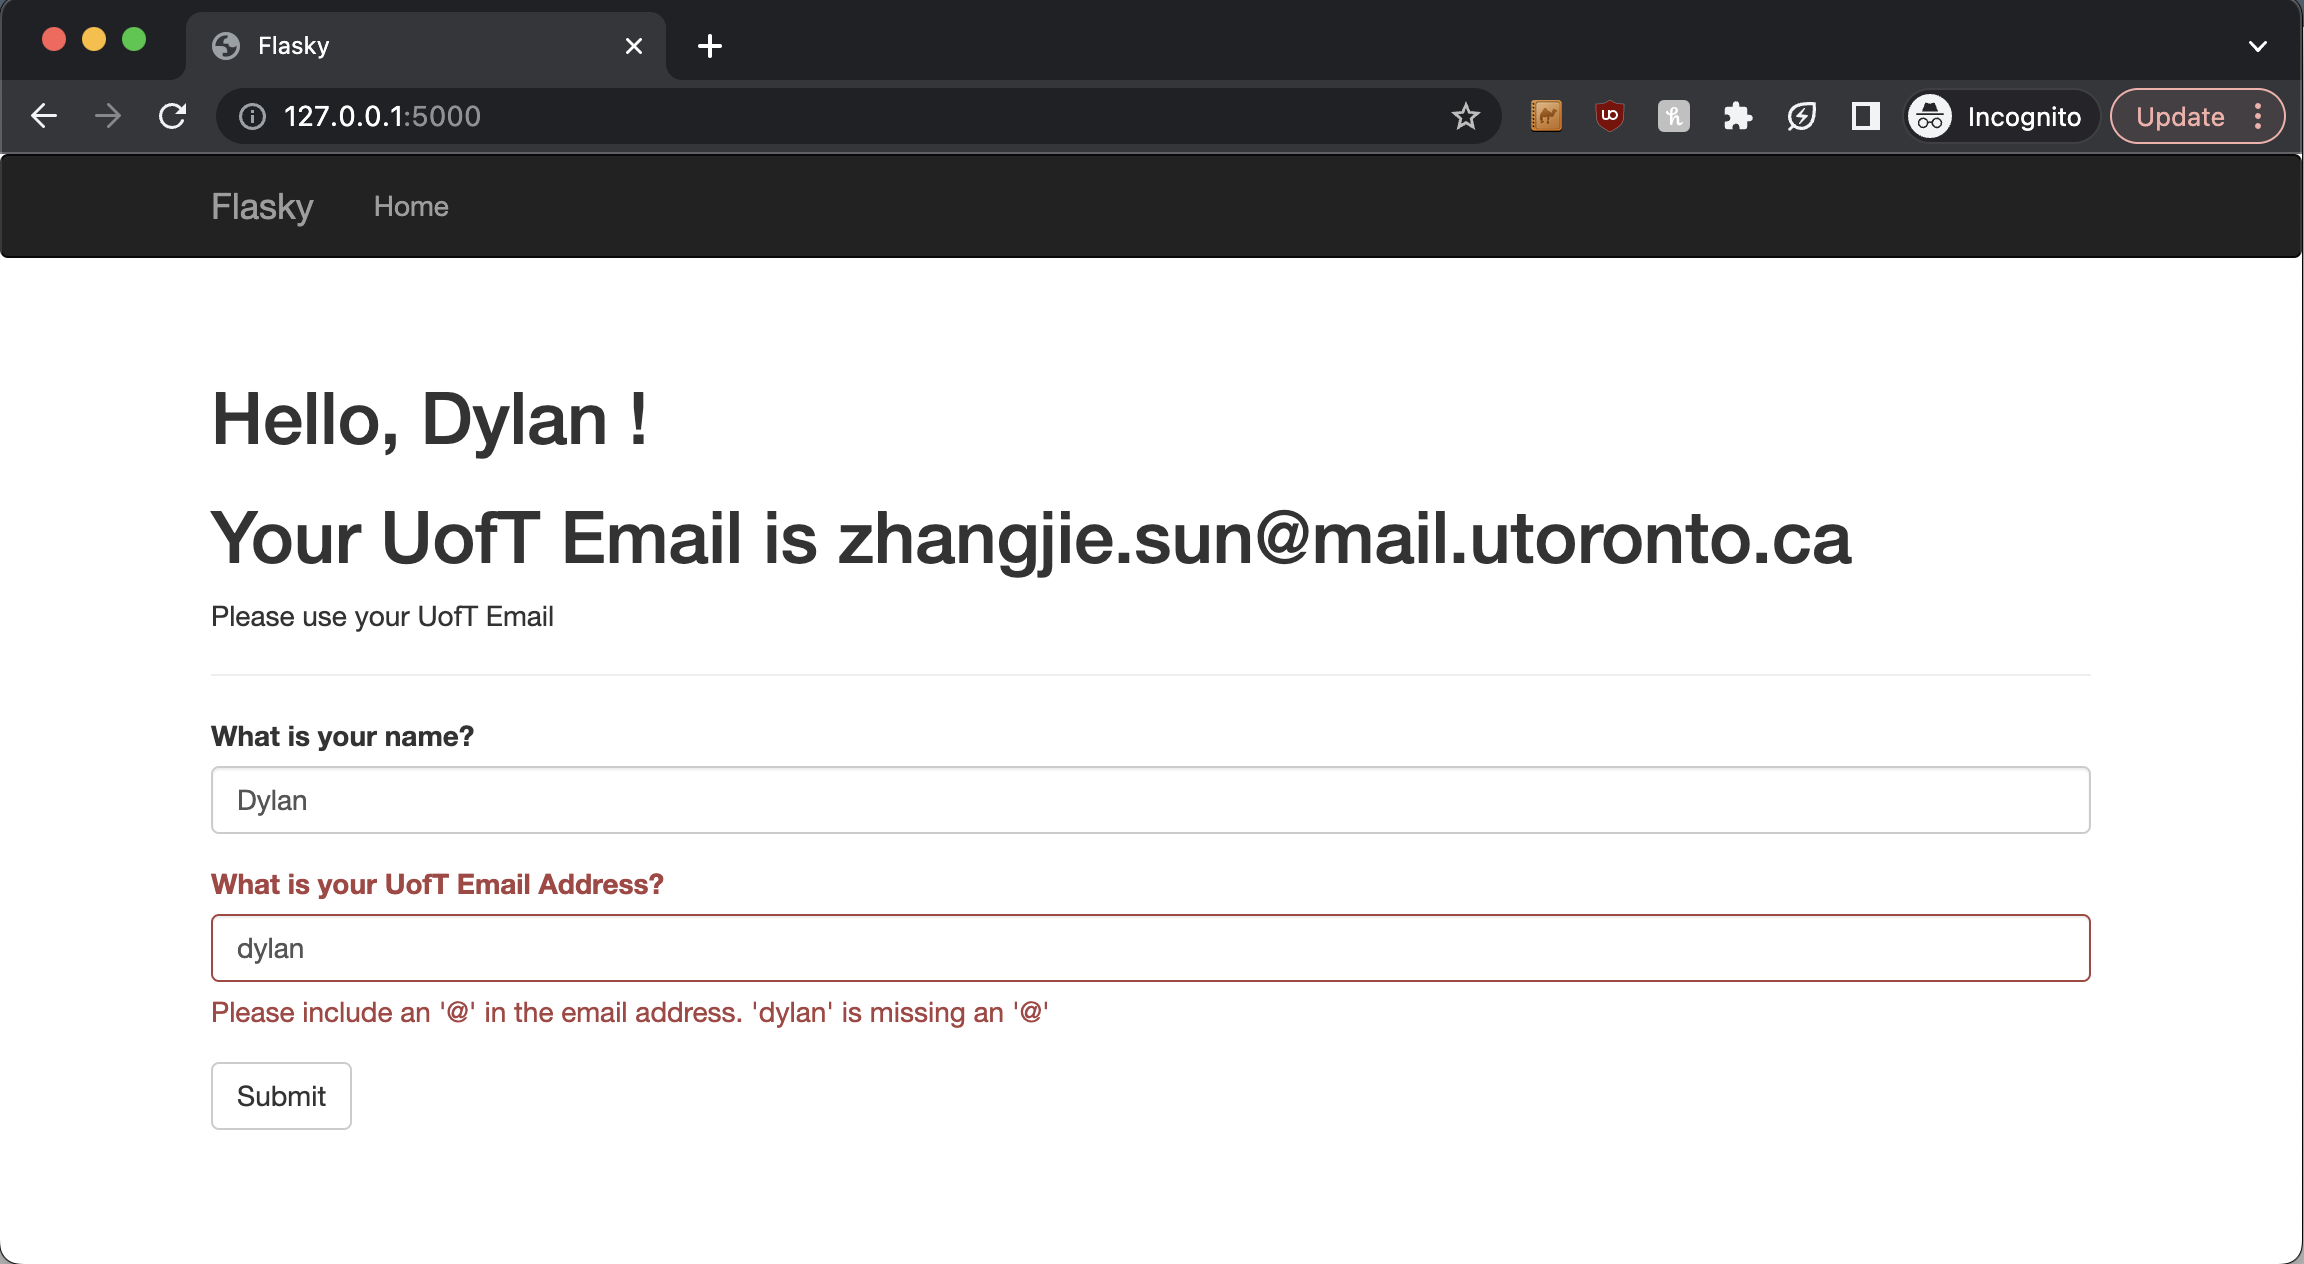 Flasky
127.0.0.1:5000
Incognito
Update
Flasky Home
Hello, Dylan !
Your UofT Email is zhangjie.sun@mail.utoronto.ca
Please use your UofT Email
What is your name?
Dylan
What is your UofT Email Address?
dylan
Please include an '@' in the email address. 'dylan' is missing an '@'
Submit